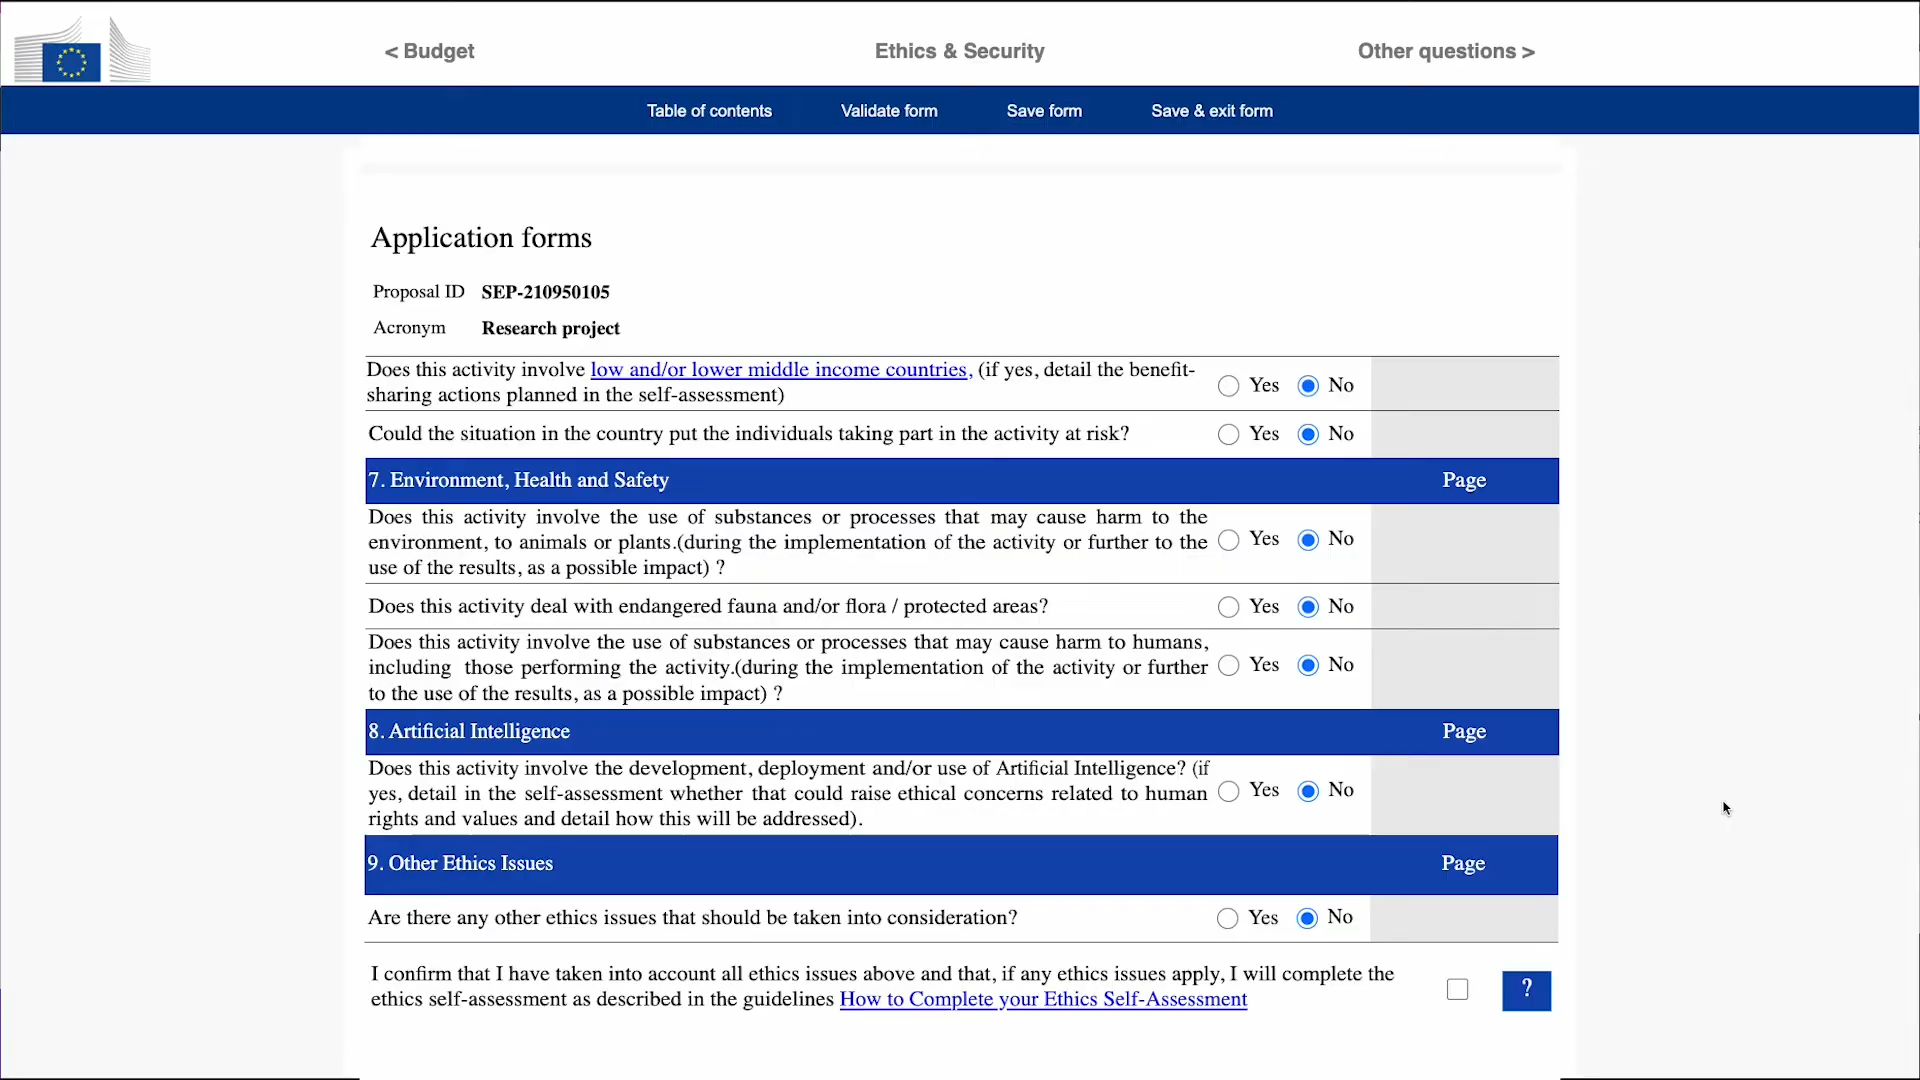 < Budget
Ethics & Security
Other questions >
Table of contents
Validate form
Save form
Save & exit form
Application forms
Proposal ID SEP-210950105
Acronym Research project
Does this activity involve low and/or lower middle income countries, (if yes, detail the benefit-
sharing actions planned in the self-assessment)
Yes No
Could the situation in the country put the individuals taking part in the activity at risk?
Yes No
7. Environment, Health and Safety
Page
Does this activity involve the use of substances or processes that may cause harm to the
environment, to animals or plants.(during the implementation of the activity or further to the
use of the results, as a possible impact) ?
Yes No
Does this activity deal with endangered fauna and/or flora / protected areas?
Yes No
Does this activity involve the use of substances or processes that may cause harm to humans,
including those performing the activity.(during the implementation of the activity or further
to the use of the results, as a possible impact) ?
Yes No
8. Artificial Intelligence
Page
Does this activity involve the development, deployment and/or use of Artificial Intelligence? (if
yes, detail in the self-assessment whether that could raise ethical concerns related to human
rights and values and detail how this will be addressed).
Yes No
9. Other Ethics Issues
Page
Are there any other ethics issues that should be taken into consideration?
Yes No
I confirm that I have taken into account all ethics issues above and that, if any ethics issues apply, I will complete the
ethics self-assessment as described in the guidelines How to Complete your Ethics Self-Assessment
?